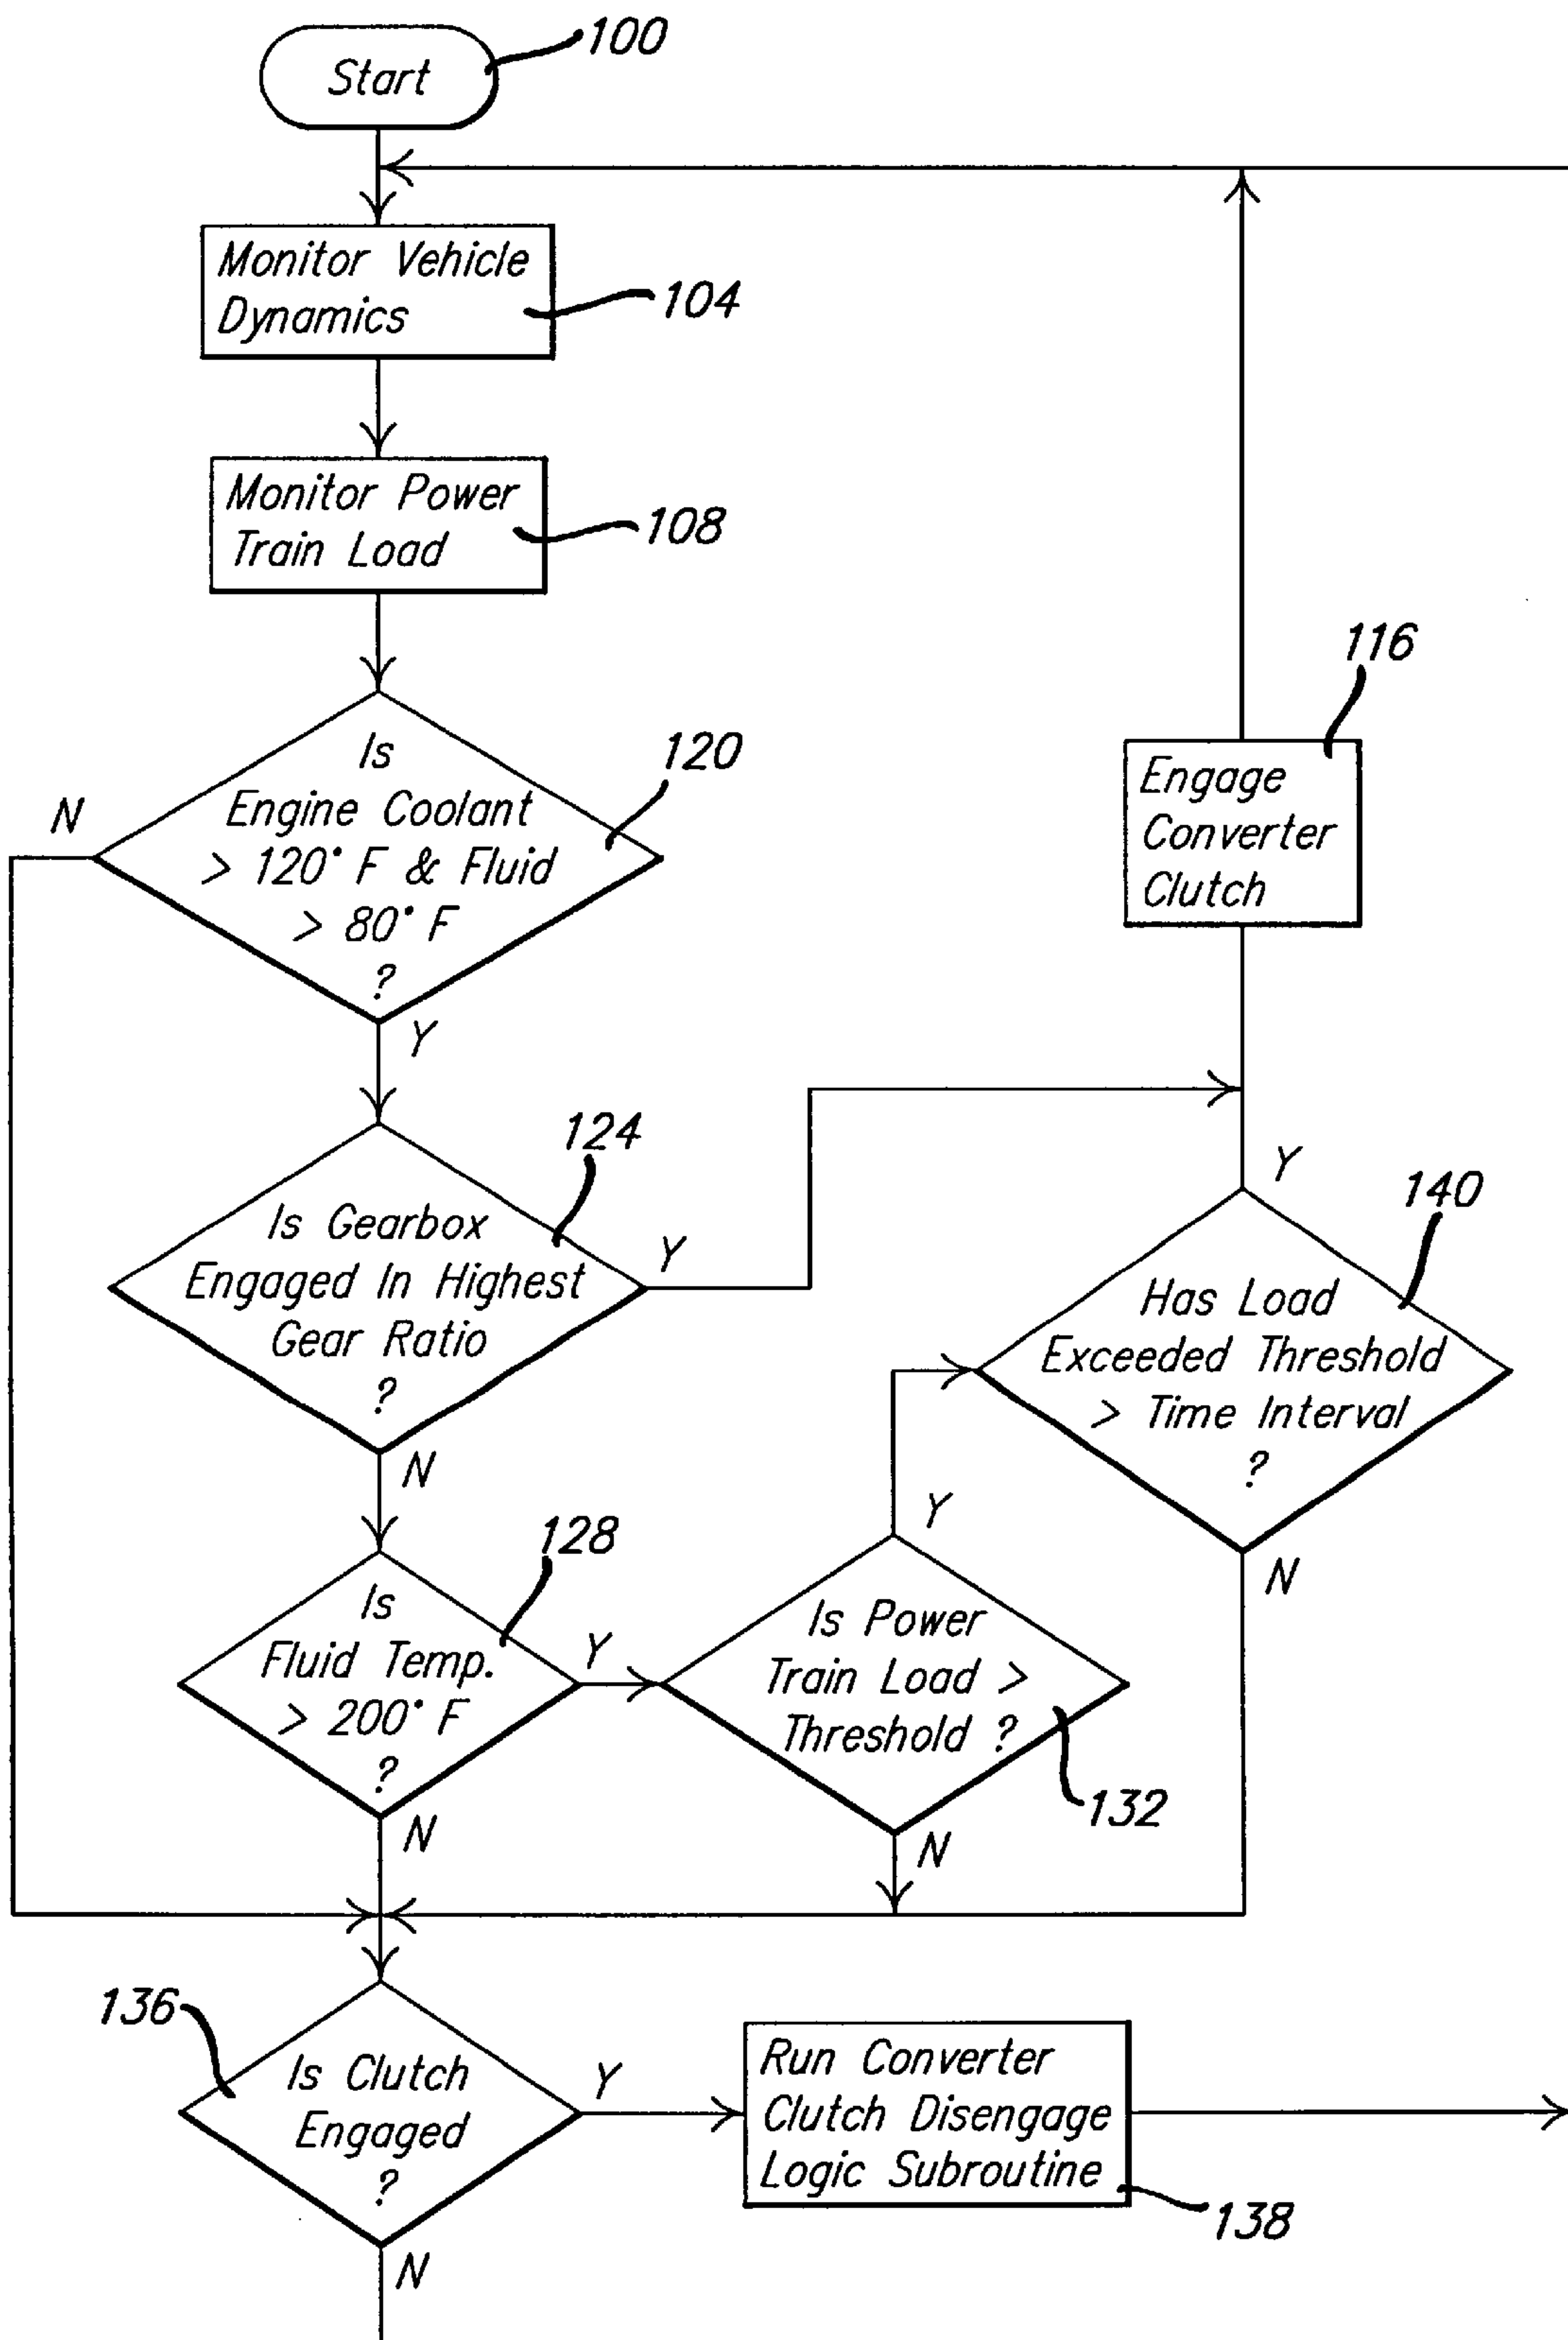 Start
100
Monitor Vehicle
Dynamics
104
Monitor Power
Train Load
108
Is
Engine Coolant
> 120° F & Fluid
> 80° F
?
120
N
Y
116
Engage
Converter
Clutch
124
Is Gearbox
Engaged In Highest
Gear Ratio
?
Y
N
Y
140
Has Load
Exceeded Threshold
> Time Interval
?
N
128
Is
Fluid Temp.
> 200° F
?
Y
N
Y
Is Power
Train Load >
Threshold ?
132
N
136
Is Clutch
Engaged
?
Y
N
Run Converter
Clutch Disengage
Logic Subroutine
138